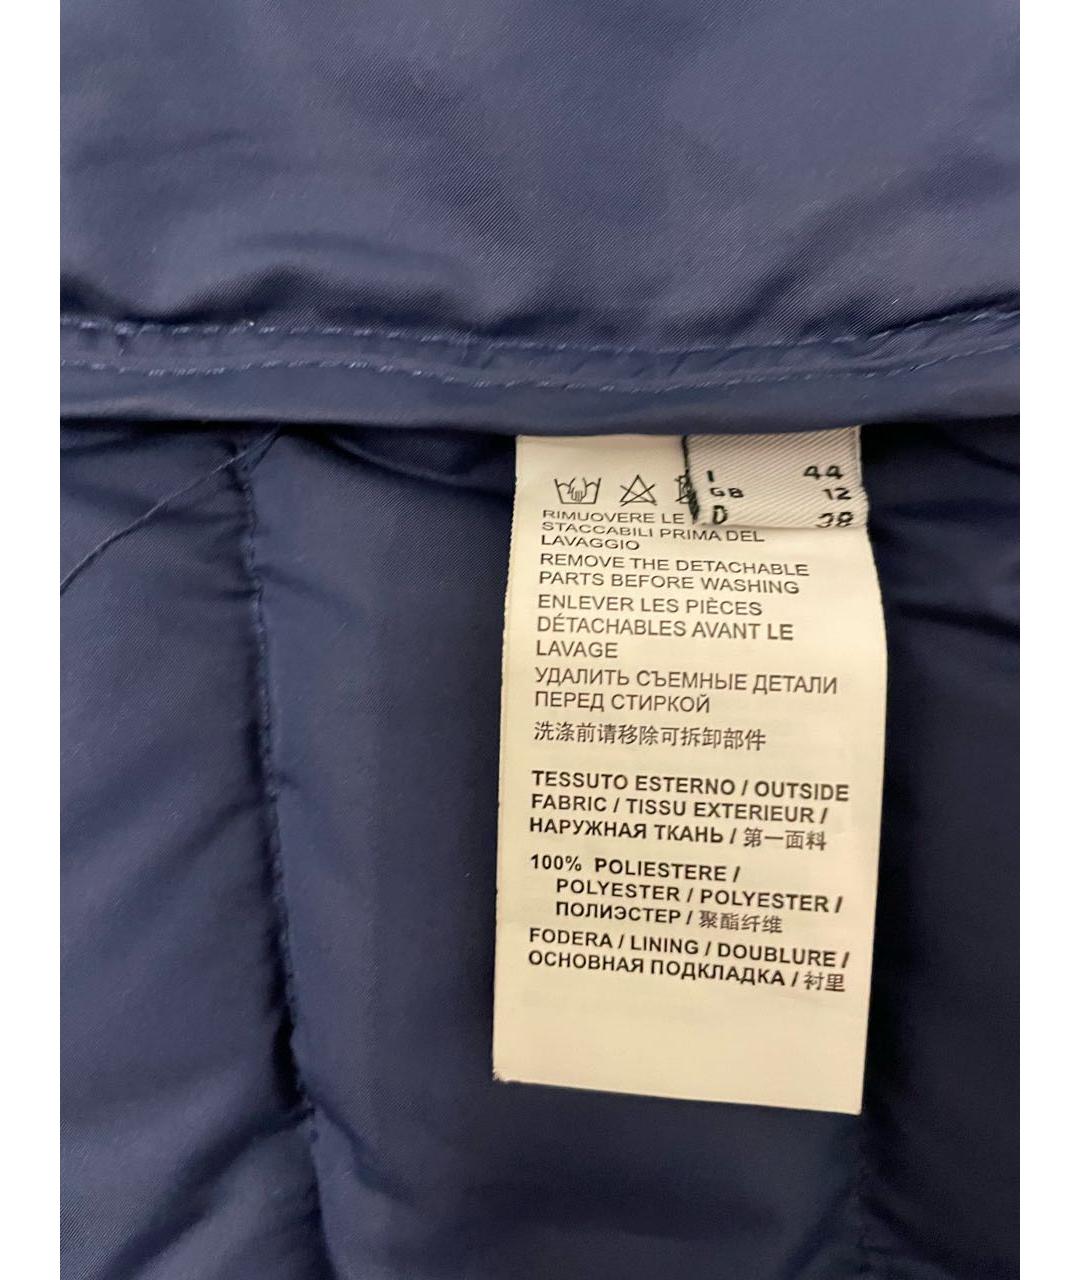 I 44
GB 12
D 38
RIMUOVERE LE
STACCABILI PRIMA DEL
LAVAGGIO
REMOVE THE DETACHABLE
PARTS BEFORE WASHING
ENLEVER LES PIÈCES
DÉTACHABLES AVANT LE
LAVAGE
УДАЛИТЬ СЪЕМНЫЕ ДЕТАЛИ
ПЕРЕД СТИРКОЙ
洗涤前请移除可拆卸部件
TESSUTO ESTERNO / OUTSIDE
FABRIC / TISSU EXTERIEUR /
НАРУЖНАЯ ТКАНЬ / 第一面料
100% POLIESTERE /
POLYESTER / POLYESTER /
ПОЛИЭСТЕР / 聚酯纤维
FODERA / LINING / DOUBLURE /
ОСНОВНАЯ ПОДКЛАДКА / 衬里